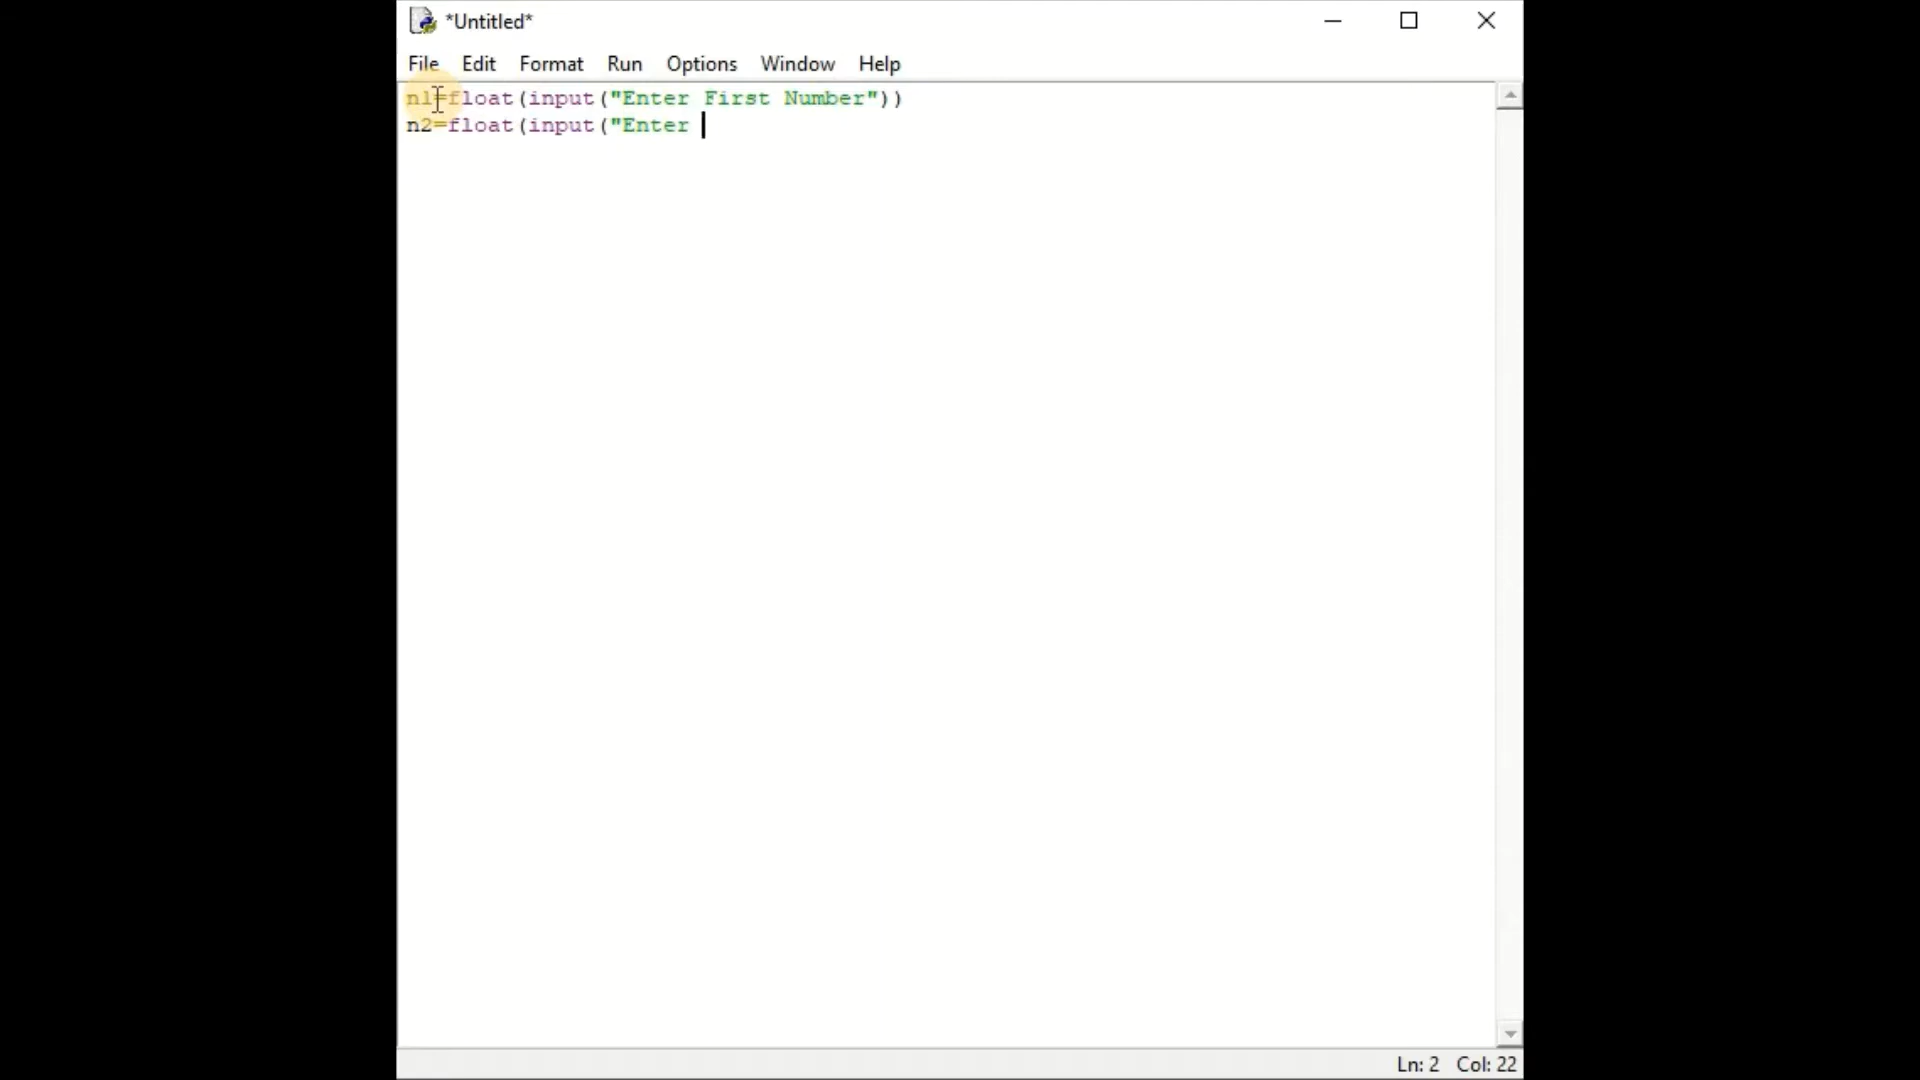 *Untitled*
File Edit Format Run Options Window Help
n1=float(input("Enter First Number"))
n2=float(input("Enter
Ln: 2 Col: 22